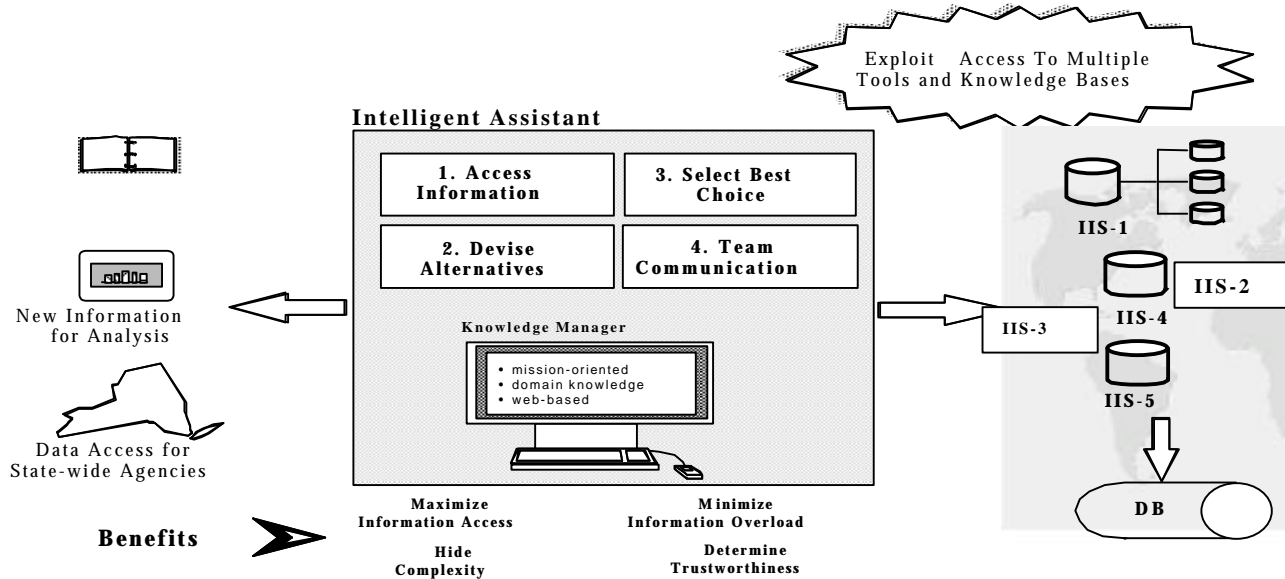 Exploit Access To Multiple
Tools and Knowledge Bases
Intelligent Assistant
1. Access
Information
3. Select Best
Choice
2. Devise
Alternatives
4. Team
Communication
Knowledge Manager
• mission-oriented
• domain knowledge
• web-based
New Information
for Analysis
Data Access for
State-wide Agencies
IIS-1
IIS-2
IIS-3
IIS-4
IIS-5
DB
Benefits
Maximize
Information Access
Hide
Complexity
Minimize
Information Overload
Determine
Trustworthiness